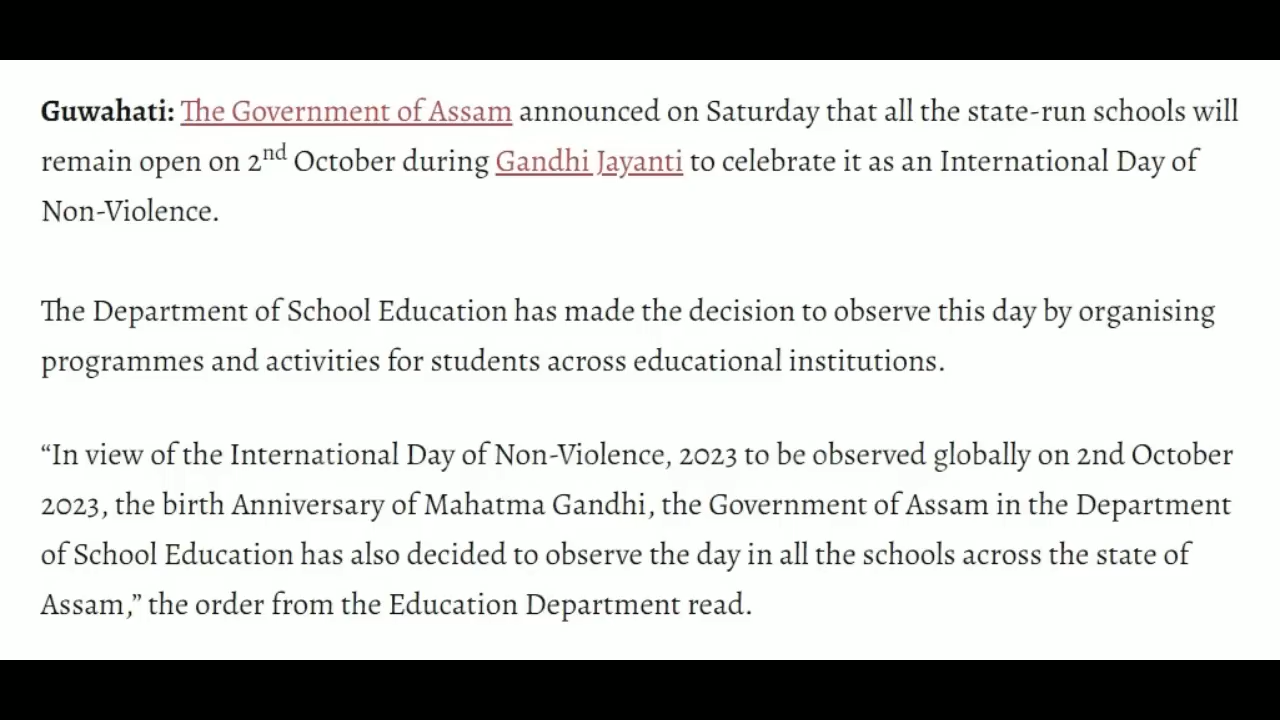 Guwahati: The Government of Assam announced on Saturday that all the state-run schools will
remain open on 2nd October during Gandhi Jayanti to celebrate it as an International Day of
Non-Violence.
The Department of School Education has made the decision to observe this day by organising
programmes and activities for students across educational institutions.
“In view of the International Day of Non-Violence, 2023 to be observed globally on 2nd October
2023, the birth Anniversary of Mahatma Gandhi, the Government of Assam in the Department
of School Education has also decided to observe the day in all the schools across the state of
Assam,” the order from the Education Department read.